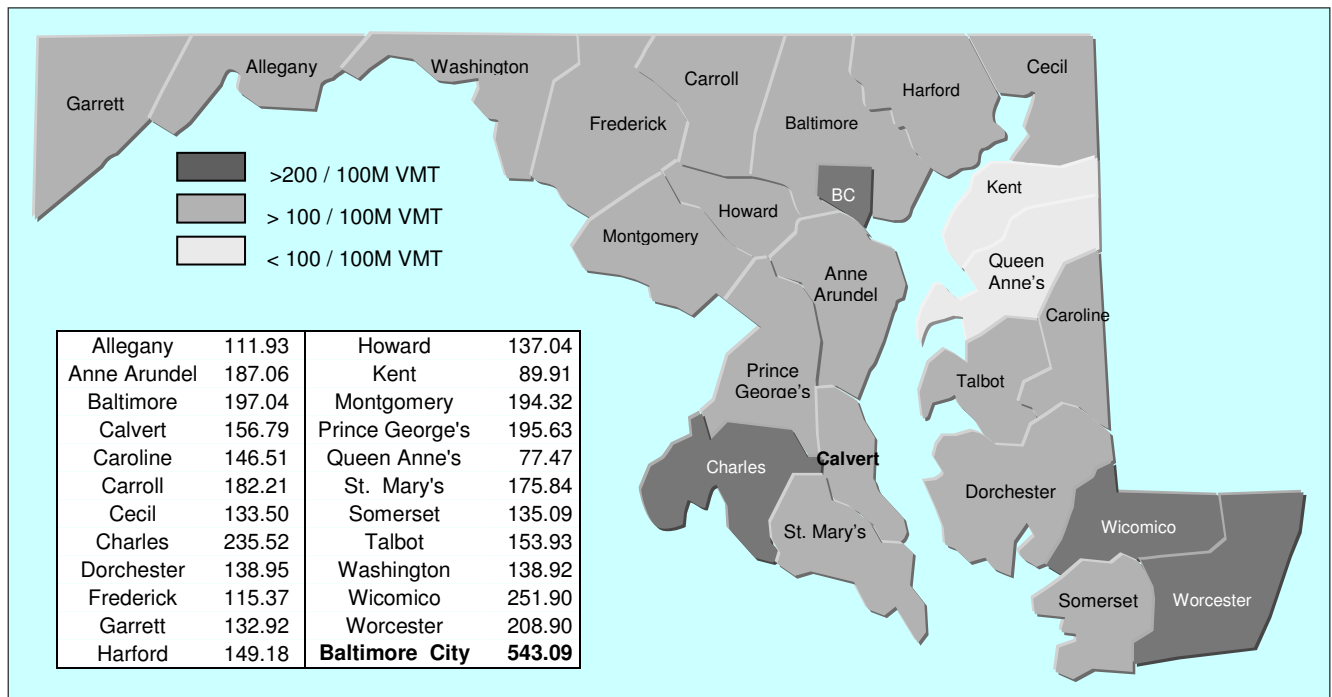 Garrett
Allegany
Washington
Frederick
Carroll
Baltimore
Harford
Cecil
Kent
Queen
Anne's
Caroline
BC
Howard
Montgomery
Anne
Arundel
Prince
George's
Talbot
Charles
Calvert
St. Mary's
Dorchester
Wicomico
Somerset
Worcester
>200 / 100M VMT
> 100 / 100M VMT
< 100 / 100M VMT
Allegany 111.93 Howard 137.04
Anne Arundel 187.06 Kent 89.91
Baltimore 197.04 Montgomery 194.32
Calvert 156.79 Prince George's 195.63
Caroline 146.51 Queen Anne's 77.47
Carroll 182.21 St. Mary's 175.84
Cecil 133.50 Somerset 135.09
Charles 235.52 Talbot 153.93
Dorchester 138.95 Washington 138.92
Frederick 115.37 Wicomico 251.90
Garrett 132.92 Worcester 208.90
Harford 149.18 Baltimore City 543.09